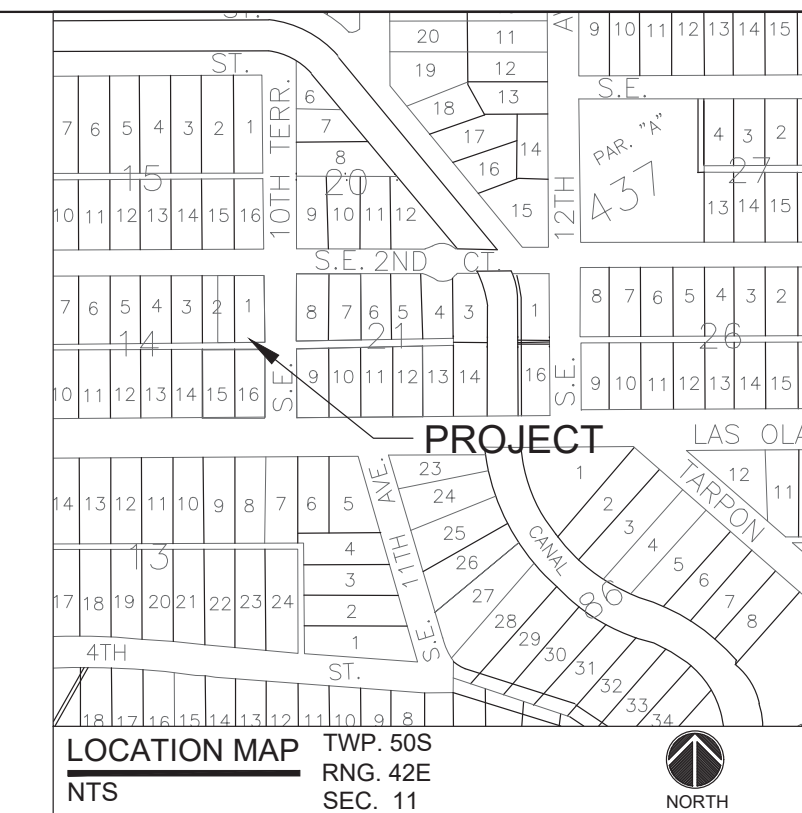 ST.
20 11
AV
9 10 11 12 13 14 15
ST.
19 12
18 13
S.E.
6
7
8
7 6 5 4 3 2 1
17
14
16
PAR. "A"
437
4 3 2
15
20
27
10TH TERR.
12TH
10 11 12 13 14 15 16
9 10 11 12
15
13 14 15
S.E. 2ND CT.
7 6 5 4 3 2 1
8 7 6 5 4 3
1
8 7 6 5 4 3 2
14
21
26
10 11 12 13 14 15 16
S.E.
9 10 11 12 13 14
16
S.E.
9 10 11 12 13 14 15
PROJECT
LAS OLA
14 13 12 11 10 9 8 7 6 5
S.E. 11TH AVE.
23
24
25
26
27
28
29
30
31
32
33
34
CANAL
86
1
2
3
4
5
6
7
8
TARPON
12
11
13
4
3
2
1
17 18 19 20 21 22 23 24
4TH ST.
18 17 16 15 14 13 12 11 10 9 8
LOCATION MAP
NTS
TWP. 50S
RNG. 42E
SEC. 11
NORTH